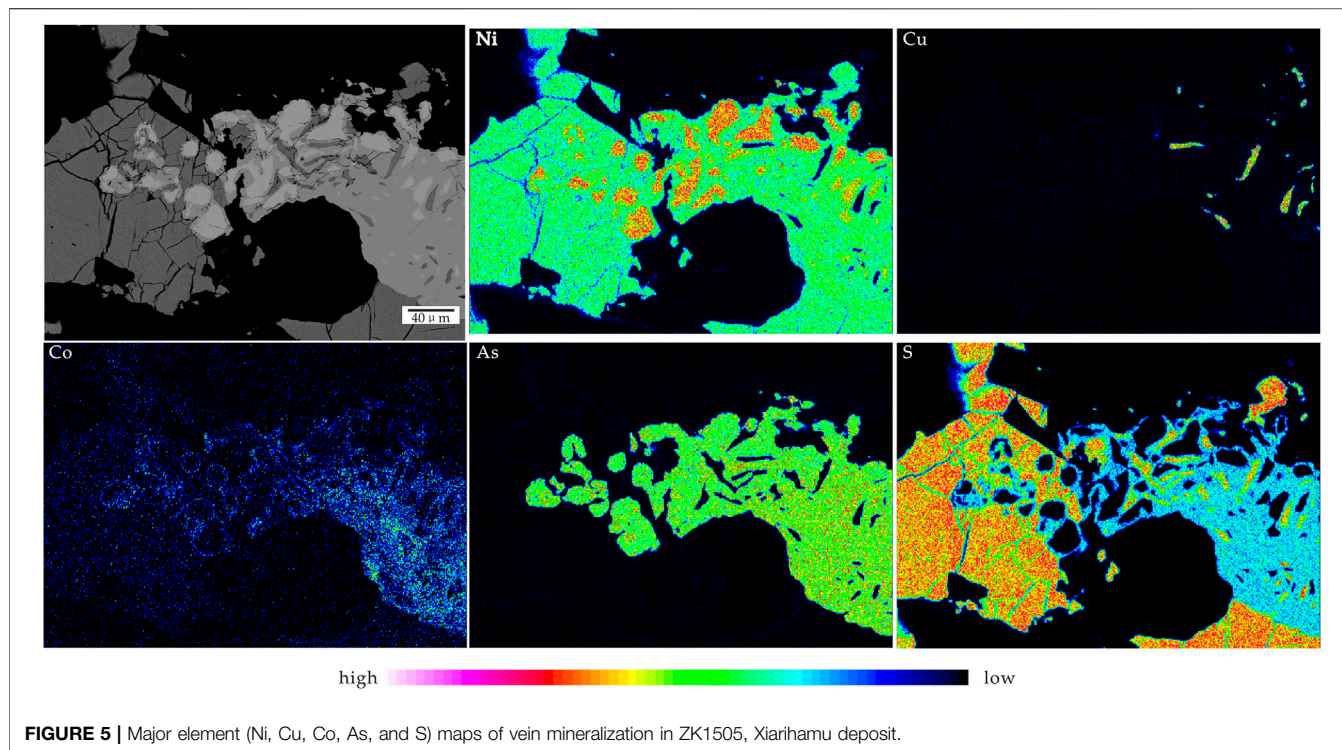 Ni
Cu
40 μm
Co
As
S
high
low
FIGURE 5 | Major element (Ni, Cu, Co, As, and S) maps of vein mineralization in ZK1505, Xiarihamu deposit.